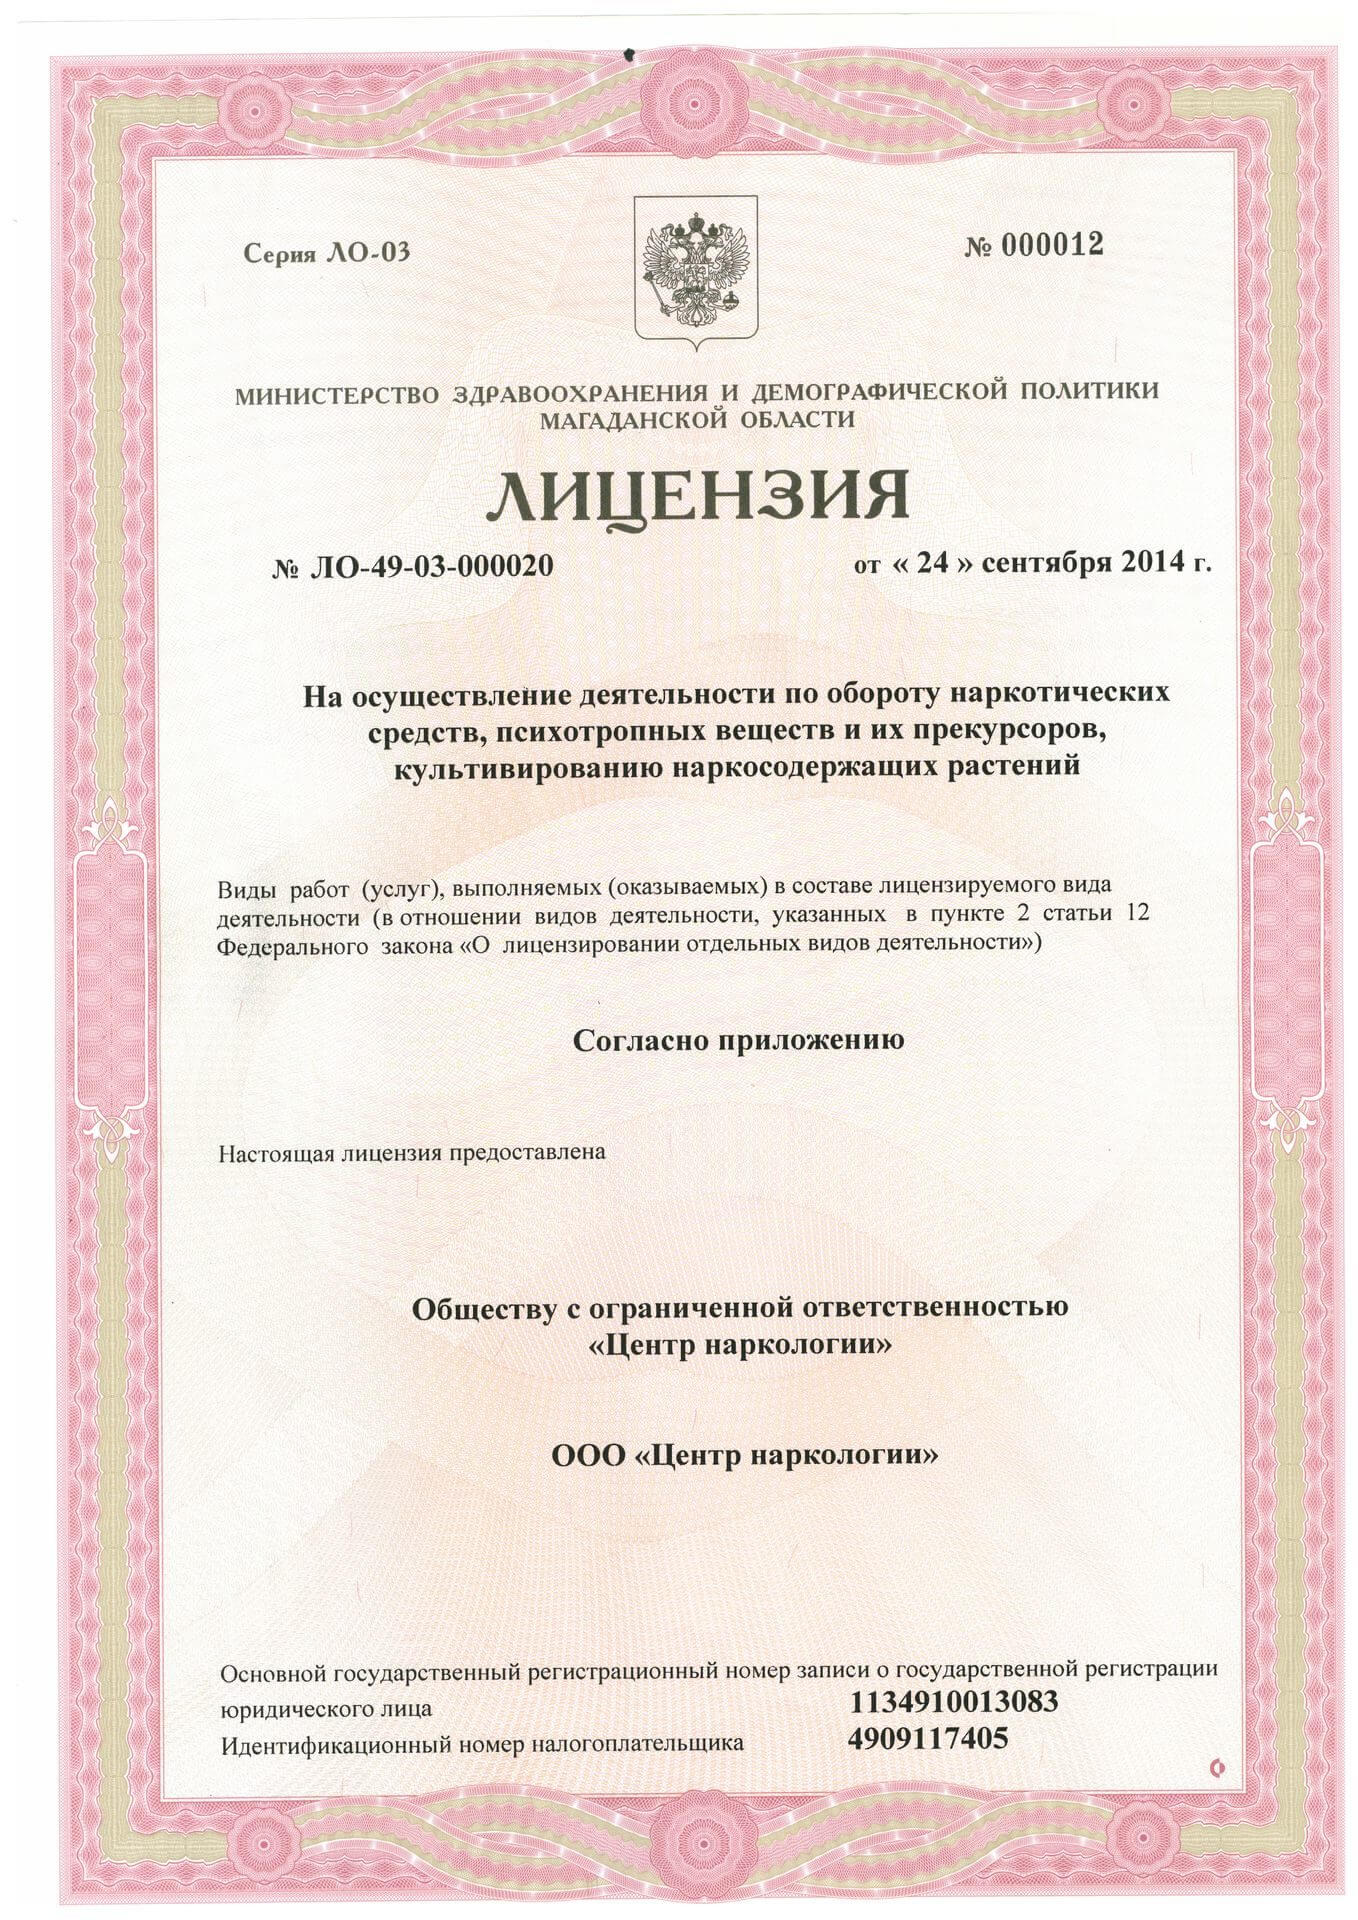 Серия ЛО-03
№ 000012
МИНИСТЕРСТВО ЗДРАВООХРАНЕНИЯ И ДЕМОГРАФИЧЕСКОЙ ПОЛИТИКИ
МАГАДАНСКОЙ ОБЛАСТИ
ЛИЦЕНЗИЯ
№ ЛО-49-03-000020
от « 24 » сентября 2014 г.
На осуществление деятельности по обороту наркотических
средств, психотропных веществ и их прекурсоров,
культивированию наркосодержащих растений
Виды работ (услуг), выполняемых (оказываемых) в составе лицензируемого вида
деятельности (в отношении видов деятельности, указанных в пункте 2 статьи 12
Федерального закона «О лицензировании отдельных видов деятельности»)
Согласно приложению
Настоящая лицензия предоставлена
Обществу с ограниченной ответственностью
«Центр наркологии»
ООО «Центр наркологии»
Основной государственный регистрационный номер записи о государственной регистрации
юридического лица 1134910013083
Идентификационный номер налогоплательщика 4909117405